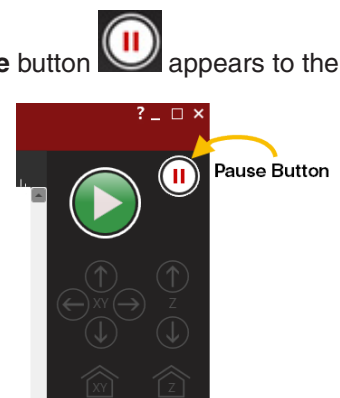 e button appears to the
? _ □ ×
Pause Button
XY Z
XY Z